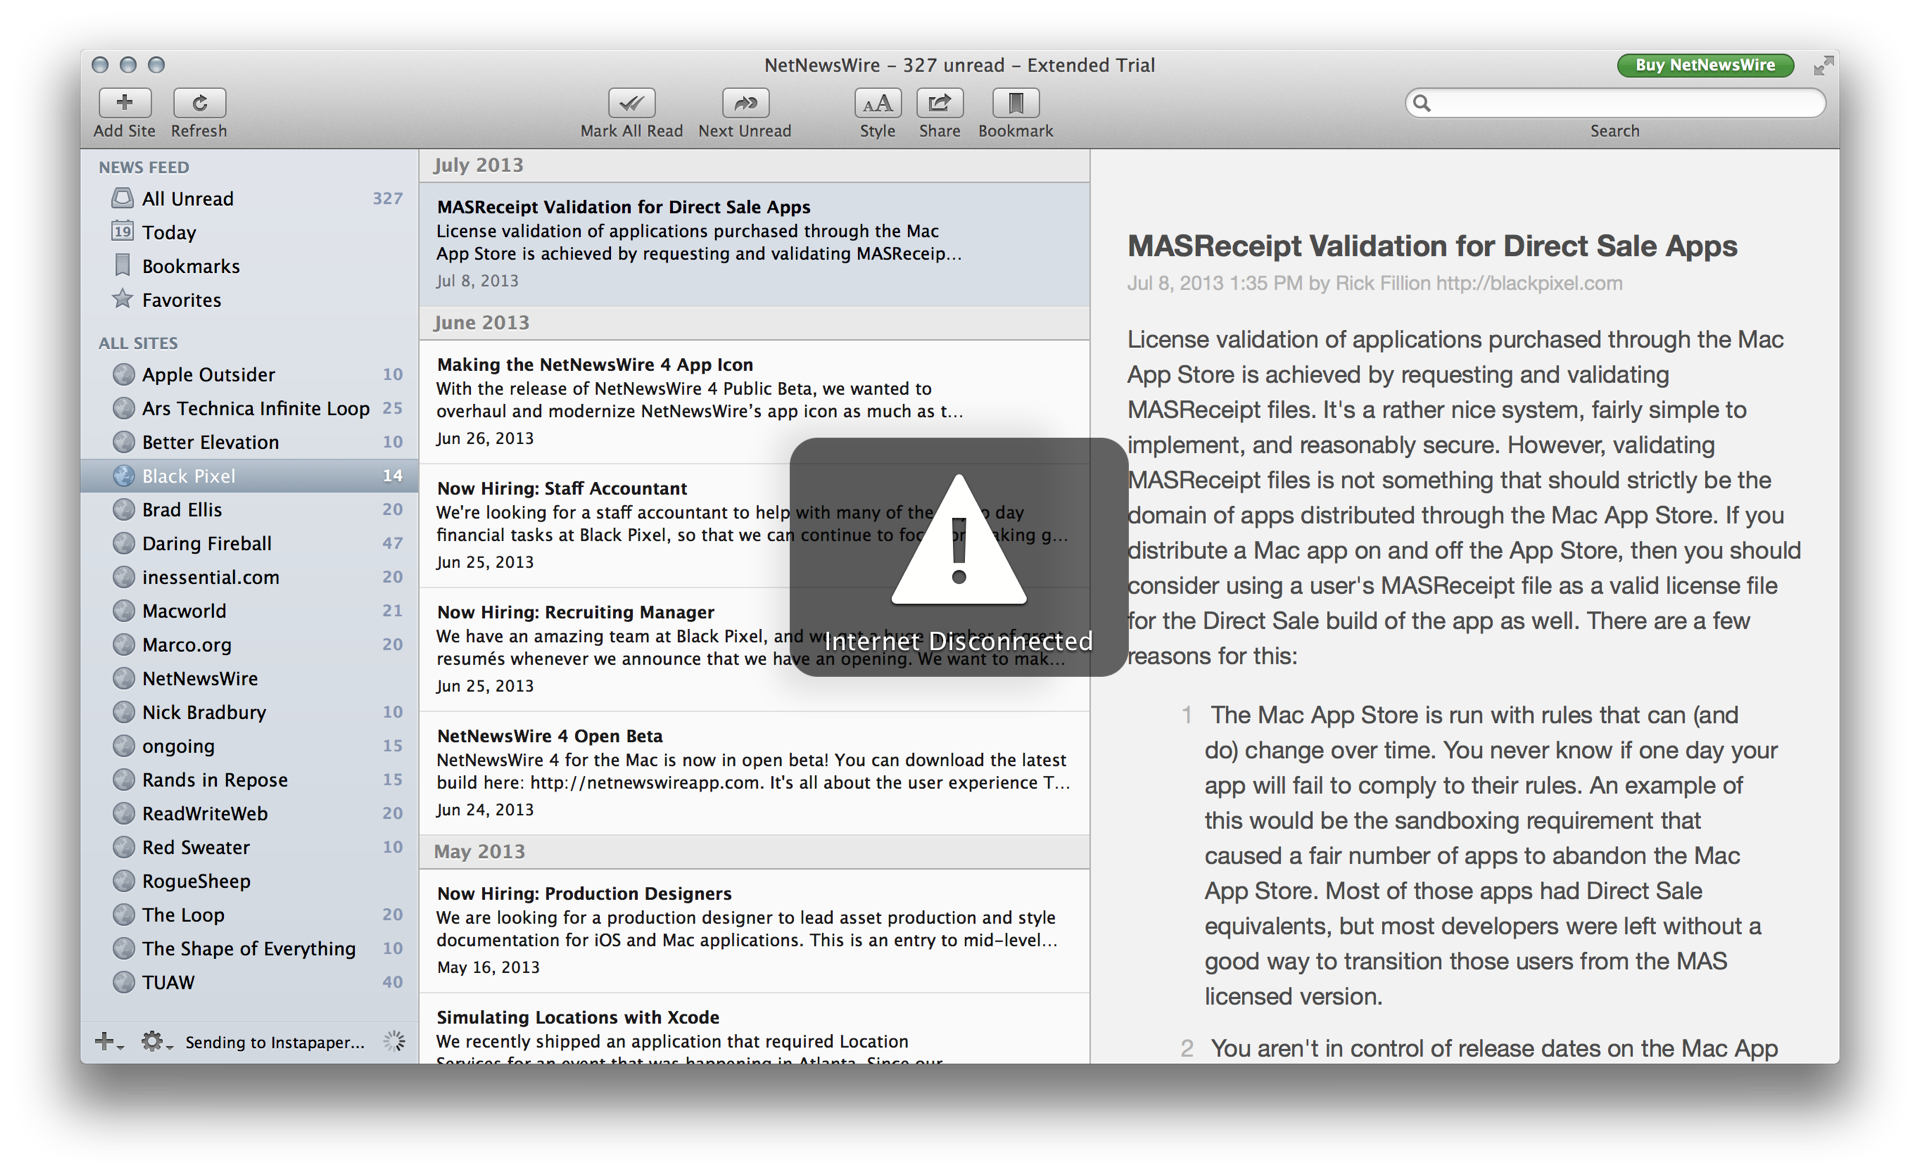 NetNewsWire – 327 unread – Extended Trial
Buy NetNewsWire
Add Site
Refresh
Mark All Read
Next Unread
AA
Style
Share
Bookmark
Search
NEWS FEED
All Unread 327
19 Today
Bookmarks
Favorites
ALL SITES
Apple Outsider 10
Ars Technica Infinite Loop 25
Better Elevation 10
Black Pixel 14
Brad Ellis 20
Daring Fireball 47
inessential.com 20
Macworld 21
Marco.org 20
NetNewsWire
Nick Bradbury 10
ongoing 15
Rands in Repose 15
ReadWriteWeb 20
Red Sweater 10
RogueSheep
The Loop 20
The Shape of Everything 10
TUAW 40
Sending to Instapaper...
July 2013
MASReceipt Validation for Direct Sale Apps
License validation of applications purchased through the Mac
App Store is achieved by requesting and validating MASReceip...
Jul 8, 2013
June 2013
Making the NetNewsWire 4 App Icon
With the release of NetNewsWire 4 Public Beta, we wanted to
overhaul and modernize NetNewsWire's app icon as much as t...
Jun 26, 2013
Now Hiring: Staff Accountant
We're looking for a staff accountant to help with many of the day
financial tasks at Black Pixel, so that we can continue to g...
Jun 25, 2013
Now Hiring: Recruiting Manager
We have an amazing team at Black Pixel, and we get a huge number of great
resumés whenever we announce that we have an opening. We want to mak...
Jun 25, 2013
NetNewsWire 4 Open Beta
NetNewsWire 4 for the Mac is now in open beta! You can download the latest
build here: http://netnewswireapp.com. It's all about the user experience T...
Jun 24, 2013
May 2013
Now Hiring: Production Designers
We are looking for a production designer to lead asset production and style
documentation for iOS and Mac applications. This is an entry to mid-level...
May 16, 2013
Simulating Locations with Xcode
We recently shipped an application that required Location
Services for an event that was happening in Atlanta. Since our
Internet Disconnected
MASReceipt Validation for Direct Sale Apps
Jul 8, 2013 1:35 PM by Rick Fillion http://blackpixel.com
License validation of applications purchased through the Mac
App Store is achieved by requesting and validating
MASReceipt files. It's a rather nice system, fairly simple to
implement, and reasonably secure. However, validating
MASReceipt files is not something that should strictly be the
domain of apps distributed through the Mac App Store. If you
distribute a Mac app on and off the App Store, then you should
consider using a user's MASReceipt file as a valid license file
for the Direct Sale build of the app as well. There are a few
reasons for this:
1 The Mac App Store is run with rules that can (and
do) change over time. You never know if one day your
app will fail to comply to their rules. An example of
this would be the sandboxing requirement that
caused a fair number of apps to abandon the Mac
App Store. Most of those apps had Direct Sale
equivalents, but most developers were left without a
good way to transition those users from the MAS
licensed version.
2 You aren't in control of release dates on the Mac App